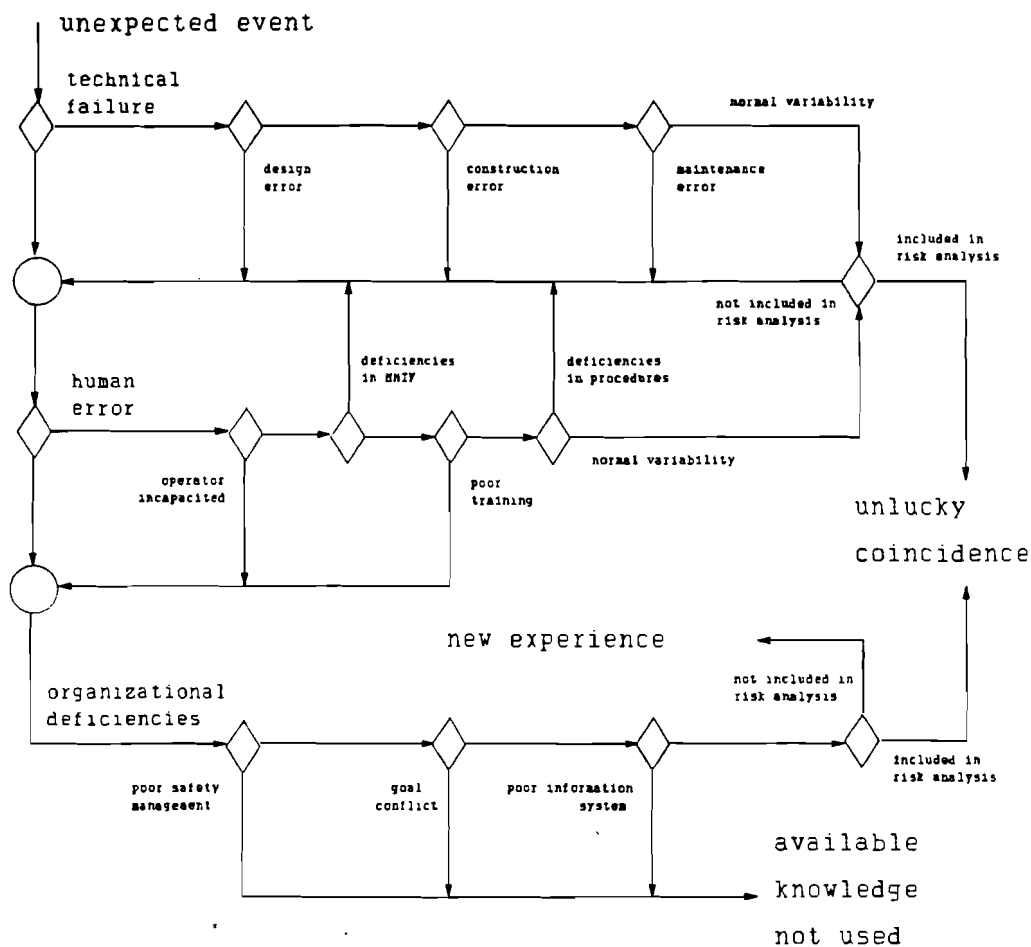 unexpected event
technical
failure
normal variability
design
error
construction
error
maintenance
error
included in
risk analysis
not included in
risk analysis
deficiencies
in MMIF
deficiencies
in procedures
human
error
normal variability
operator
incapacited
poor
training
unlucky
coincidence
new experience
not included in
risk analysis
organizational
deficiencies
included in
risk analysis
poor safety
management
goal
conflict
poor information
system
available
knowledge
not used